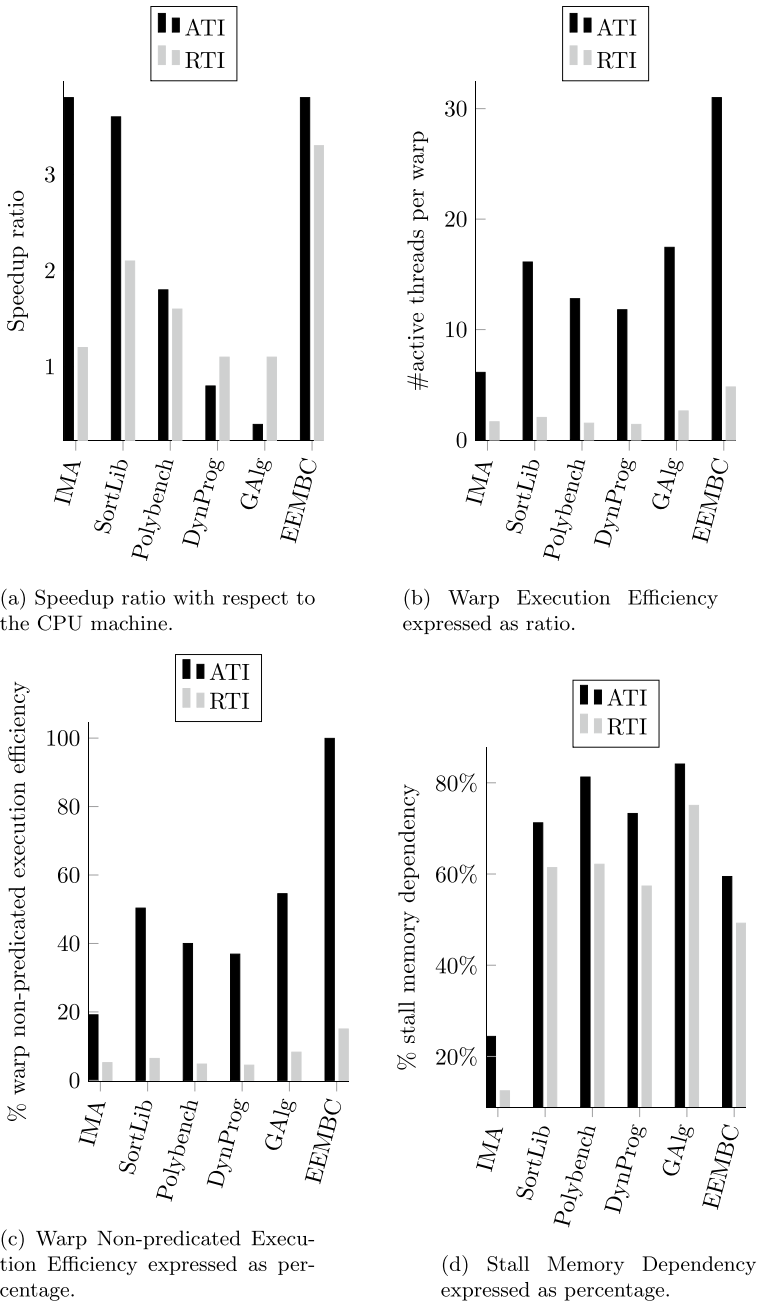 ATI
RTI
Speedup ratio
3
2
1
IMA
SortLib
Polybench
DynProg
GAlg
EEMBC
(a) Speedup ratio with respect to
the CPU machine.
ATI
RTI
#active threads per warp
30
20
10
0
IMA
SortLib
Polybench
DynProg
GAlg
EEMBC
(b) Warp Execution Efficiency
expressed as ratio.
ATI
RTI
% warp non-predicated execution efficiency
100
80
60
40
20
0
IMA
SortLib
Polybench
DynProg
GAlg
EEMBC
(c) Warp Non-predicated Execu-
tion Efficiency expressed as per-
centage.
ATI
RTI
% stall memory dependency
80%
60%
40%
20%
IMA
SortLib
Polybench
DynProg
GAlg
EEMBC
(d) Stall Memory Dependency
expressed as percentage.